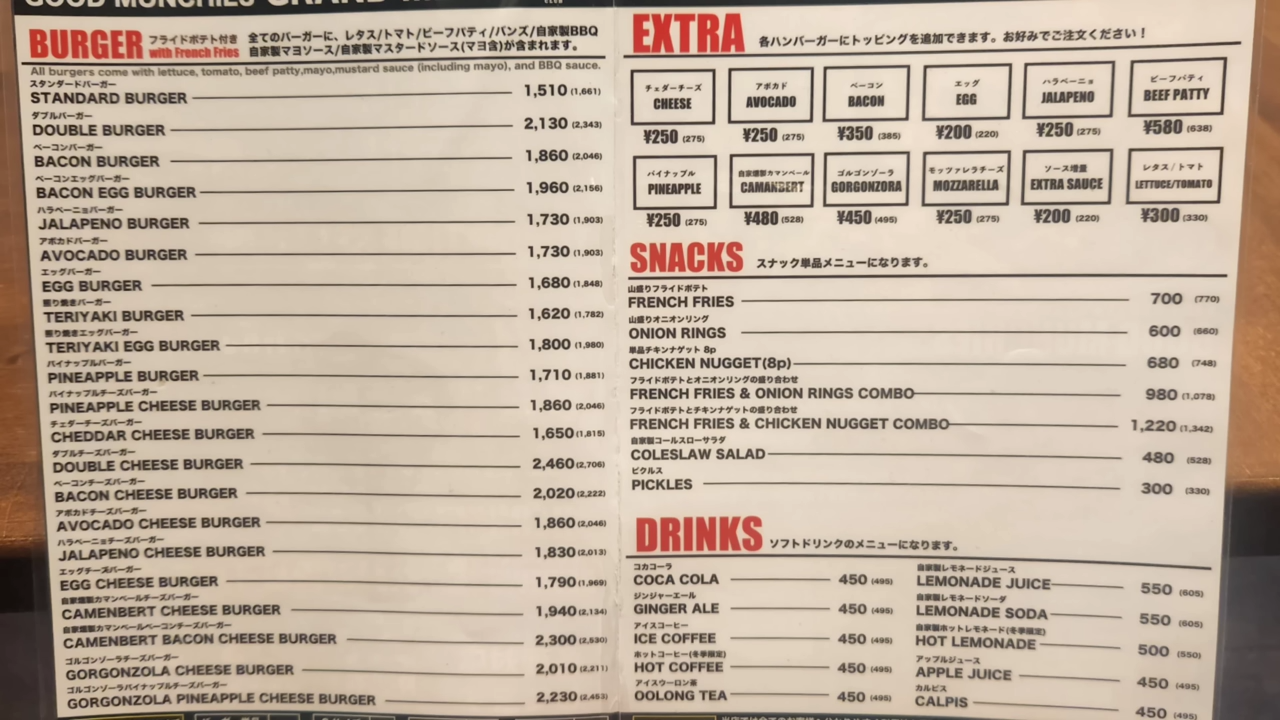 GOOD MUNCHIES GRAND
BURGER フライドポテト付き with French Fries
全てのバーガーに、レタス/トマト/ビーフパティ/バンズ/自家製BBQ
自家製マヨソース/自家製マスタードソース(マヨ含)が含まれます。
All burgers come with lettuce, tomato, beef patty,mayo,mustard sauce (including mayo), and BBQ sauce.
スタンダードバーガー
STANDARD BURGER 1,510 (1,661)
ダブルバーガー
DOUBLE BURGER 2,130 (2,343)
ベーコンバーガー
BACON BURGER 1,860 (2,046)
ベーコンエッグバーガー
BACON EGG BURGER 1,960 (2,156)
ハラペーニョバーガー
JALAPENO BURGER 1,730 (1,903)
アボカドバーガー
AVOCADO BURGER 1,730 (1,903)
エッグバーガー
EGG BURGER 1,680 (1,848)
照り焼きバーガー
TERIYAKI BURGER 1,620 (1,782)
照り焼きエッグバーガー
TERIYAKI EGG BURGER 1,800 (1,980)
パイナップルバーガー
PINEAPPLE BURGER 1,710 (1,881)
パイナップルチーズバーガー
PINEAPPLE CHEESE BURGER 1,860 (2,046)
チェダーチーズバーガー
CHEDDAR CHEESE BURGER 1,650 (1,815)
ダブルチーズバーガー
DOUBLE CHEESE BURGER 2,460 (2,706)
ベーコンチーズバーガー
BACON CHEESE BURGER 2,020 (2,222)
アボカドチーズバーガー
AVOCADO CHEESE BURGER 1,860 (2,046)
ハラペーニョチーズバーガー
JALAPENO CHEESE BURGER 1,830 (2,013)
エッグチーズバーガー
EGG CHEESE BURGER 1,790 (1,969)
自家燻製カマンベールチーズバーガー
CAMENBERT CHEESE BURGER 1,940 (2,134)
自家燻製カマンベールベーコンチーズバーガー
CAMENBERT BACON CHEESE BURGER 2,300 (2,530)
ゴルゴンゾーラチーズバーガー
GORGONZOLA CHEESE BURGER 2,010 (2,211)
ゴルゴンゾーラパイナップルチーズバーガー
GORGONZOLA PINEAPPLE CHEESE BURGER 2,230 (2,453)
EXTRA 各ハンバーガーにトッピングを追加できます。お好みでご注文ください！
チェダーチーズ アボカド ベーコン エッグ ハラペーニョ ビーフパティ
CHEESE AVOCADO BACON EGG JALAPENO BEEF PATTY
¥250 (275) ¥250 (275) ¥350 (385) ¥200 (220) ¥250 (275) ¥580 (638)
パイナップル 自家燻製カマンベール ゴルゴンゾーラ モッツァレラチーズ ソース増量 レタス / トマト
PINEAPPLE CAMANBERT GORGONZORA MOZZARELLA EXTRA SAUCE LETTUCE/TOMATO
¥250 (275) ¥480 (528) ¥450 (495) ¥250 (275) ¥200 (220) ¥300 (330)
SNACKS スナック単品メニューになります。
山盛りフライドポテト
FRENCH FRIES 700 (770)
山盛りオニオンリング
ONION RINGS 600 (660)
単品チキンナゲット 8p
CHICKEN NUGGET(8p) 680 (748)
フライドポテトとオニオンリングの盛り合わせ
FRENCH FRIES & ONION RINGS COMBO 980 (1,078)
フライドポテトとチキンナゲットの盛り合わせ
FRENCH FRIES & CHICKEN NUGGET COMBO 1,220 (1,342)
自家製コールスローサラダ
COLESLAW SALAD 480 (528)
ピクルス
PICKLES 300 (330)
DRINKS ソフトドリンクのメニューになります。
コカコーラ
COCA COLA 450 (495)
ジンジャーエール
GINGER ALE 450 (495)
アイスコーヒー
ICE COFFEE 450 (495)
ホットコーヒー(冬季限定)
HOT COFFEE 450 (495)
アイスウーロン茶
OOLONG TEA 450 (495)
自家製レモネードジュース
LEMONADE JUICE 550 (605)
自家製レモネードソーダ
LEMONADE SODA 550 (605)
自家製ホットレモネード(冬季限定)
HOT LEMONADE 500 (550)
アップルジュース
APPLE JUICE 450 (495)
カルピス
CALPIS 450 (495)